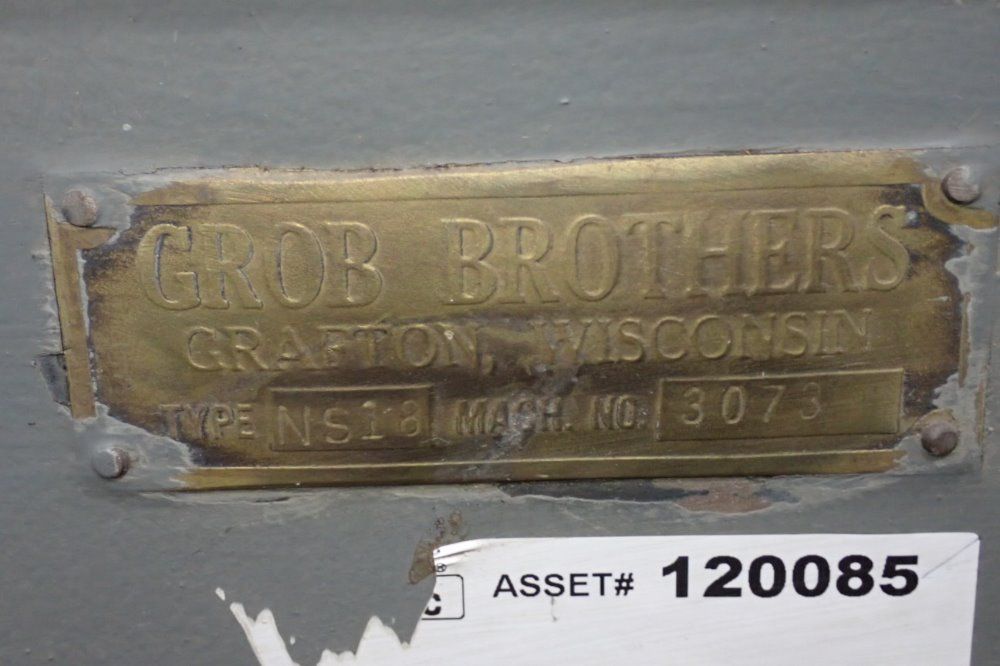 GROB BROTHERS
GRAFTON, WISCONSIN
TYPE NS18 MACH. NO. 3073
®
C ASSET# 120085